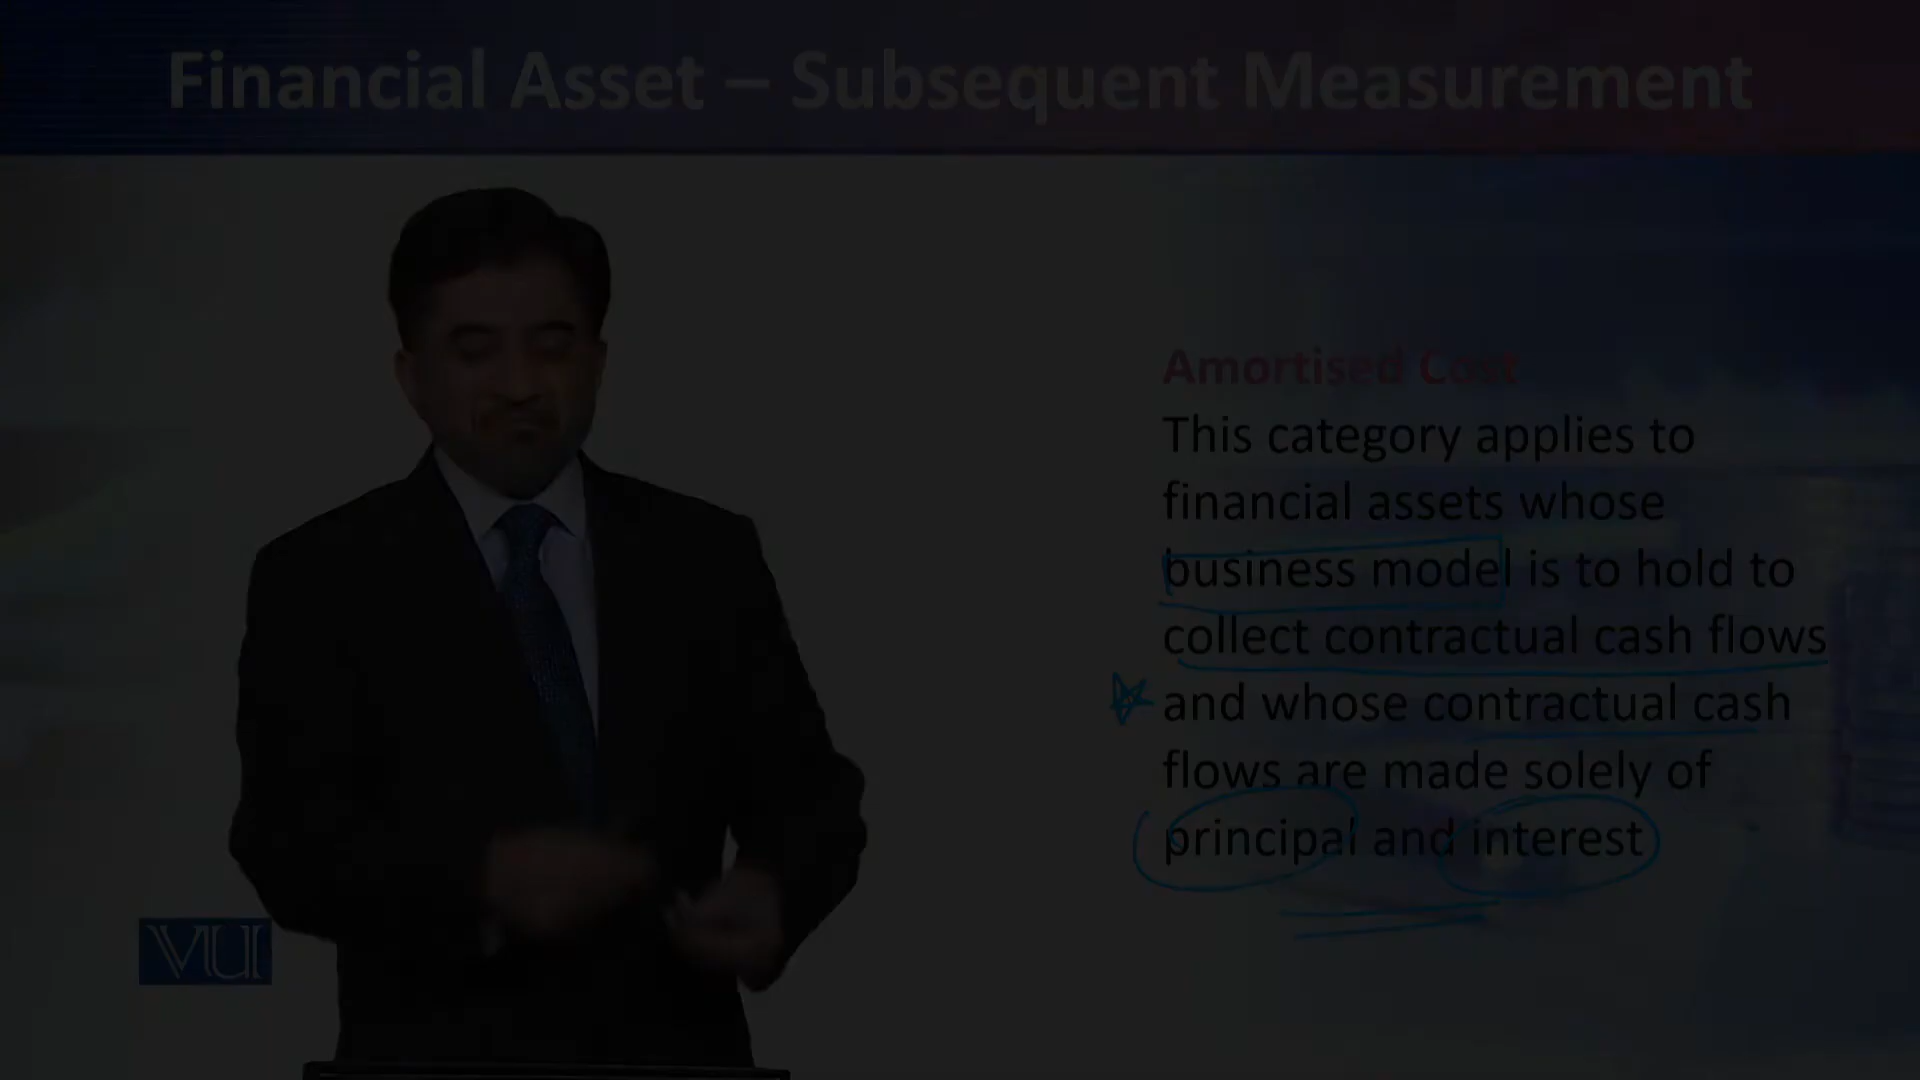 Financial Asset – Subsequent Measurement
Amortised Cost
This category applies to
financial assets whose
business model is to hold to
collect contractual cash flows
and whose contractual cash
flows are made solely of
principal and interest
VU